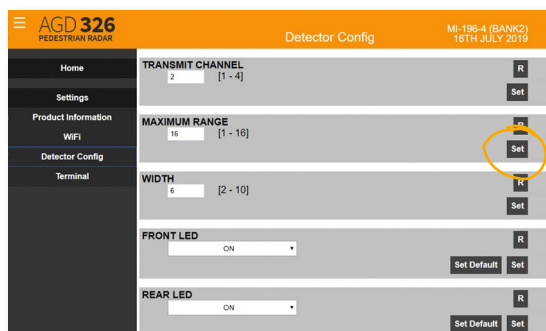 ☰ AGD 326
PEDESTRIAN RADAR
Detector Config
MI-196-4 (BANK2)
16TH JULY 2019
Home
Settings
Product Information
WiFi
Detector Config
Terminal
TRANSMIT CHANNEL
2 [1 - 4]
R
Set
MAXIMUM RANGE
16 [1 - 16]
R
Set
WIDTH
6 [2 - 10]
R
Set
FRONT LED
ON
R
Set Default Set
REAR LED
ON
R
Set Default Set